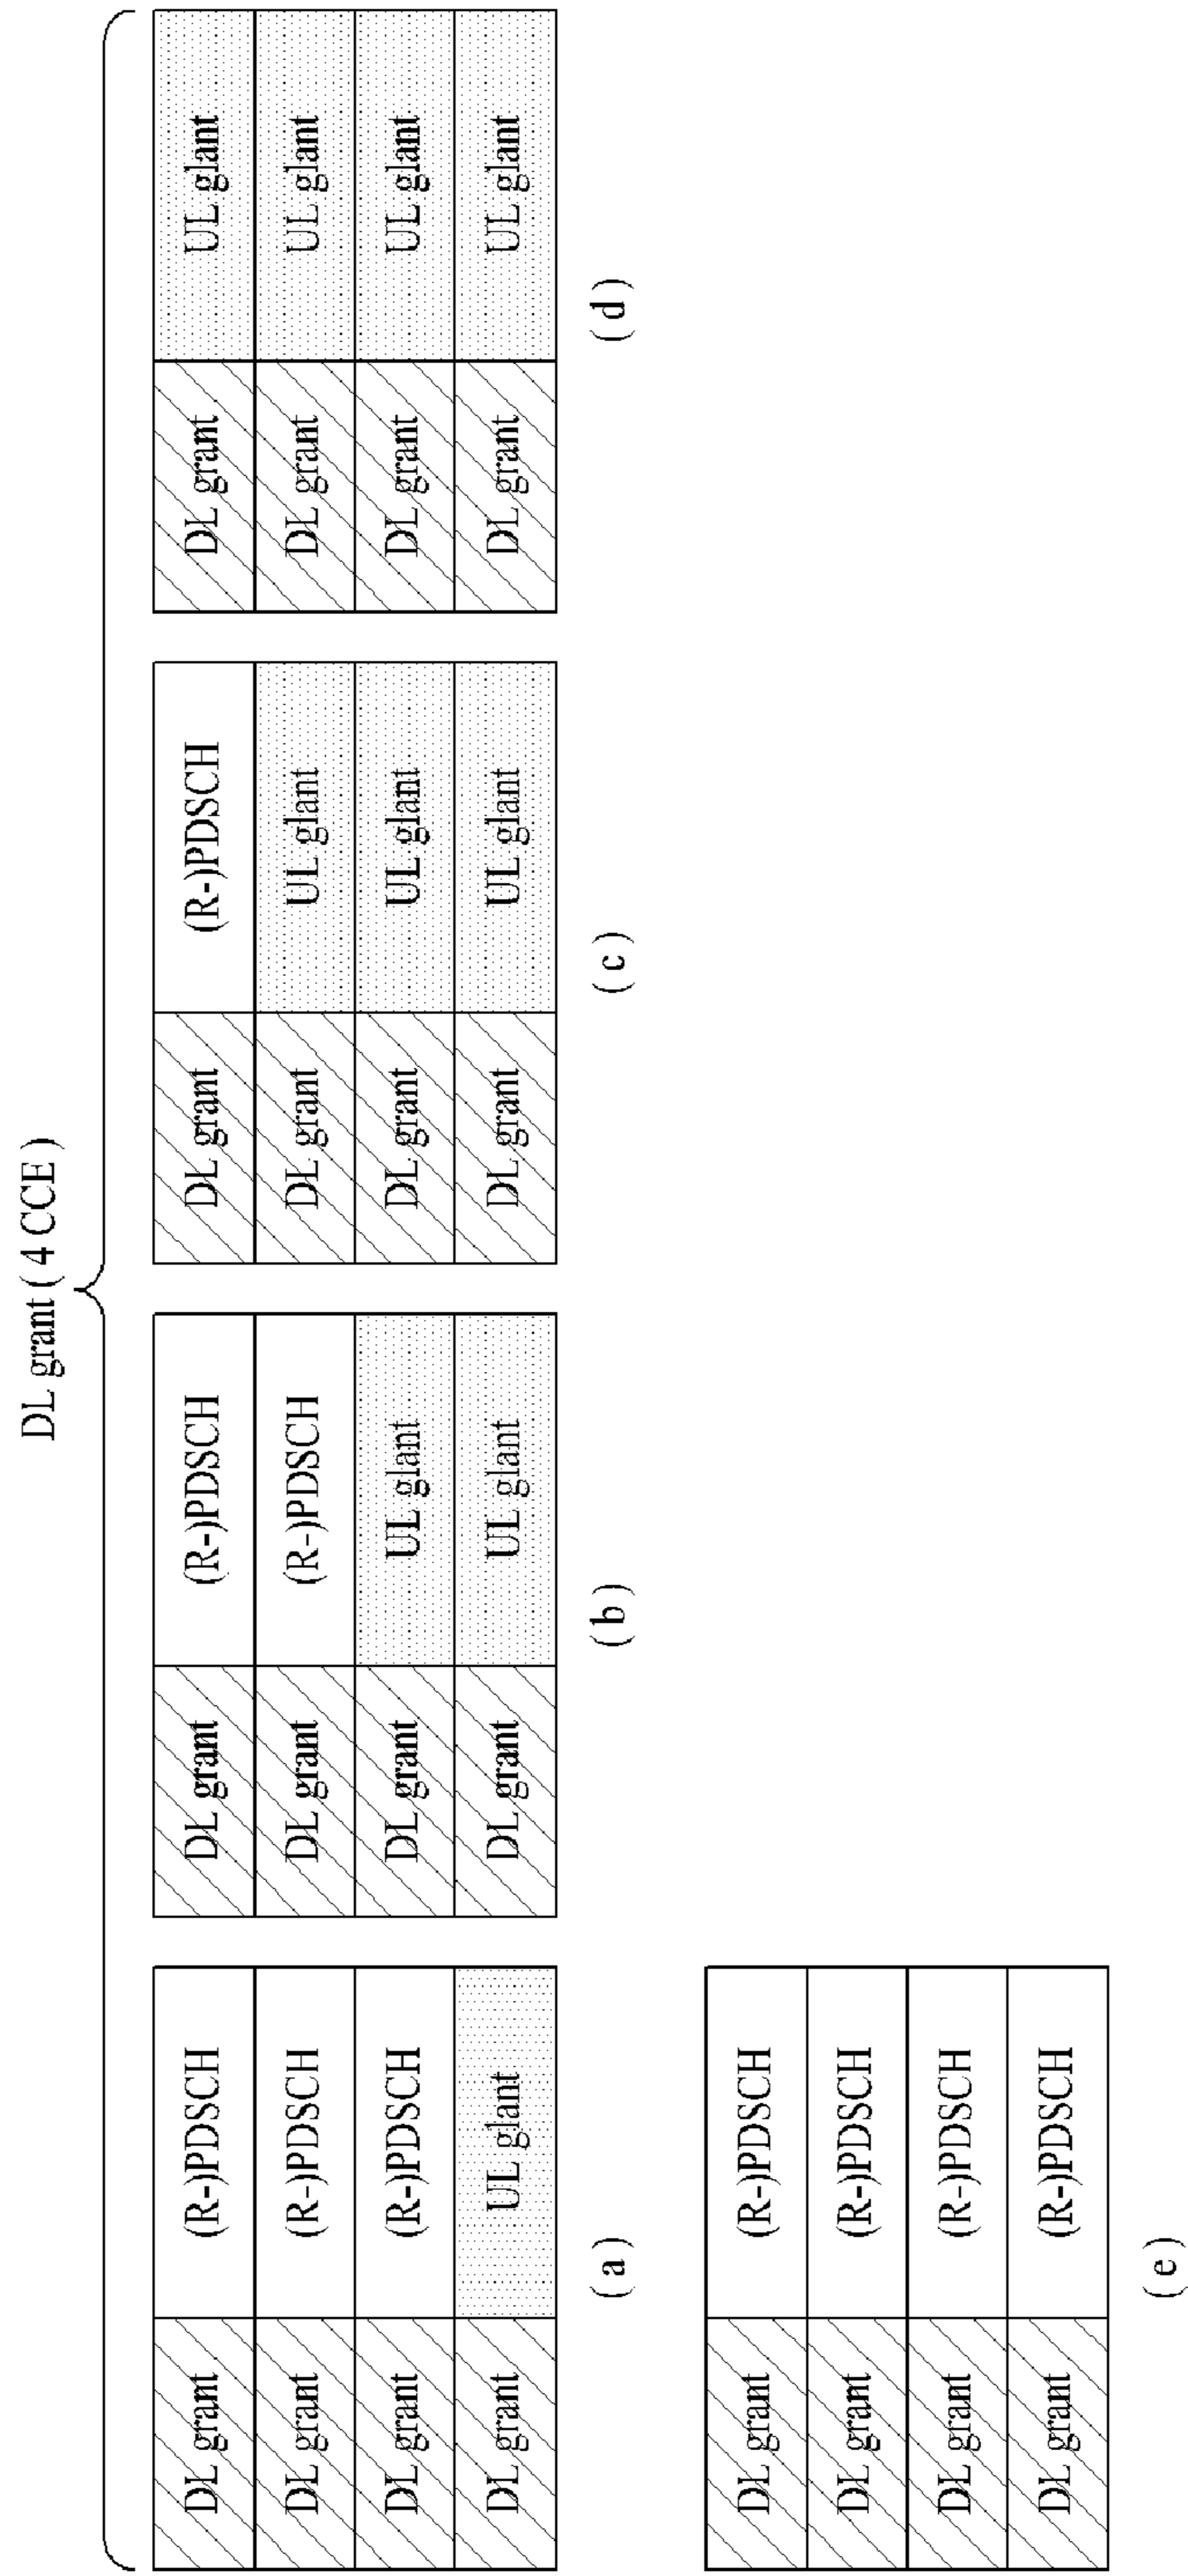 DL grant ( 4 CCE )
DL grant (R-)PDSCH
DL grant (R-)PDSCH
DL grant (R-)PDSCH
DL grant UL glant
( a )
DL grant (R-)PDSCH
DL grant (R-)PDSCH
DL grant UL glant
DL grant UL glant
( b )
DL grant (R-)PDSCH
DL grant UL glant
DL grant UL glant
DL grant UL glant
( c )
DL grant UL glant
DL grant UL glant
DL grant UL glant
DL grant UL glant
( d )
DL grant (R-)PDSCH
DL grant (R-)PDSCH
DL grant (R-)PDSCH
DL grant (R-)PDSCH
( e )